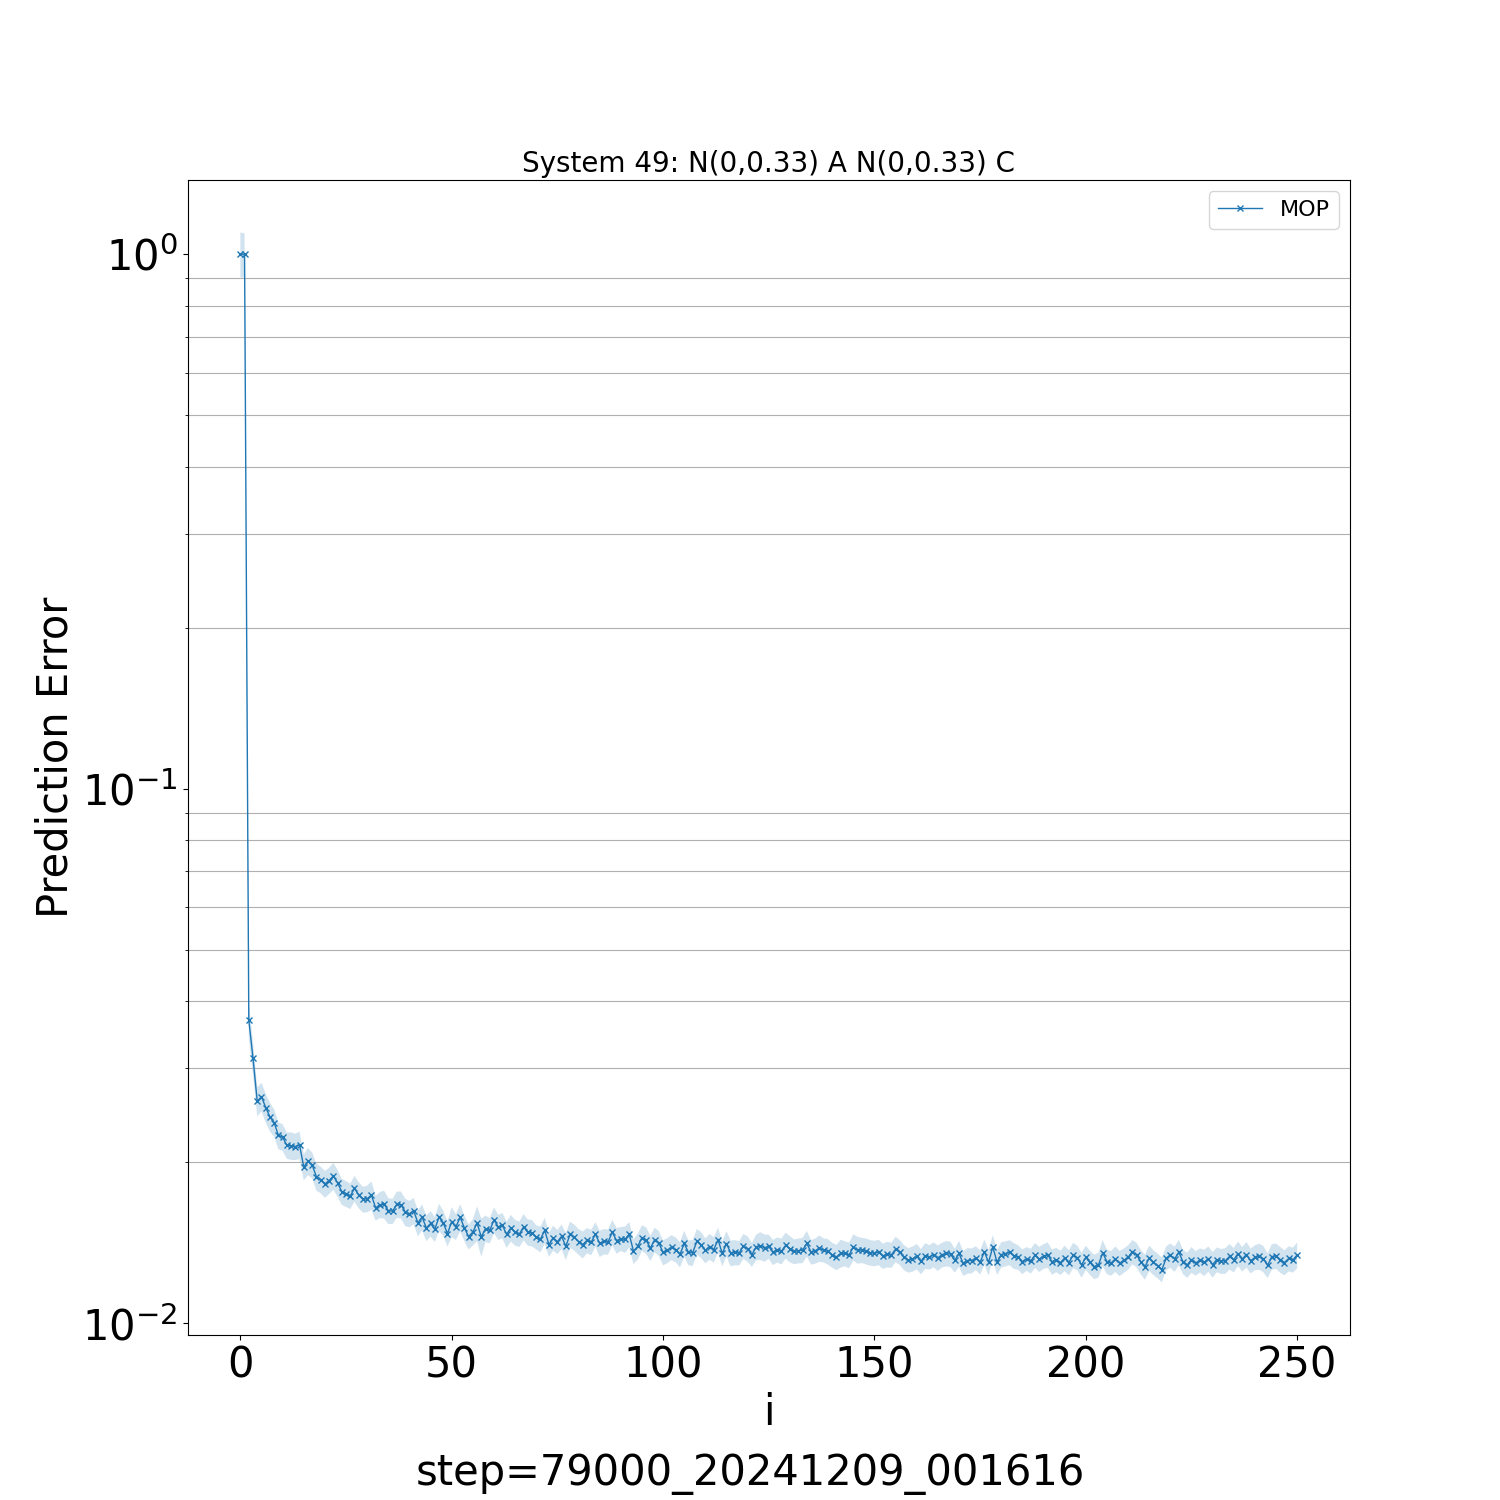 System 49: N(0,0.33) A N(0,0.33) C
MOP
10⁰
10⁻¹
10⁻²
Prediction Error
0 50 100 150 200 250
i
step=79000_20241209_001616